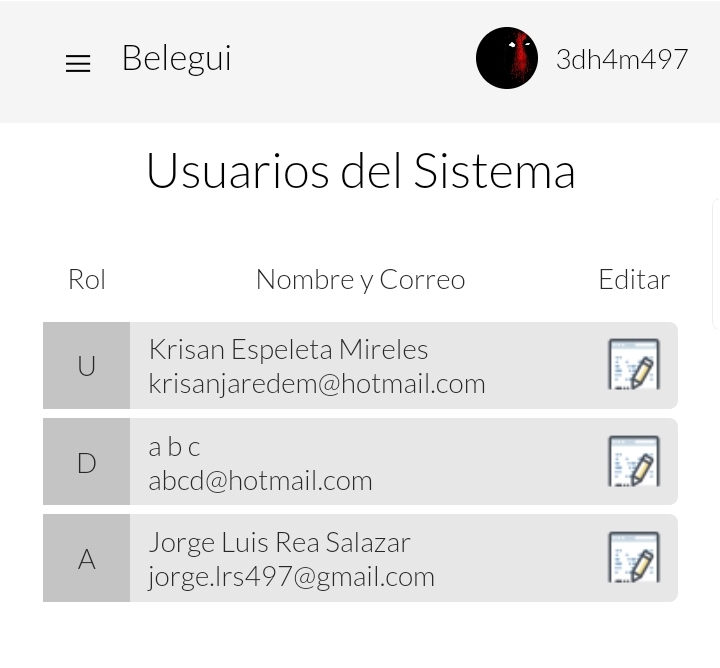 Belegui
3dh4m497
Usuarios del Sistema
Rol Nombre y Correo Editar
U
Krisan Espeleta Mireles
krisanjaredem@hotmail.com
D
a b c
abcd@hotmail.com
A
Jorge Luis Rea Salazar
jorge.lrs497@gmail.com